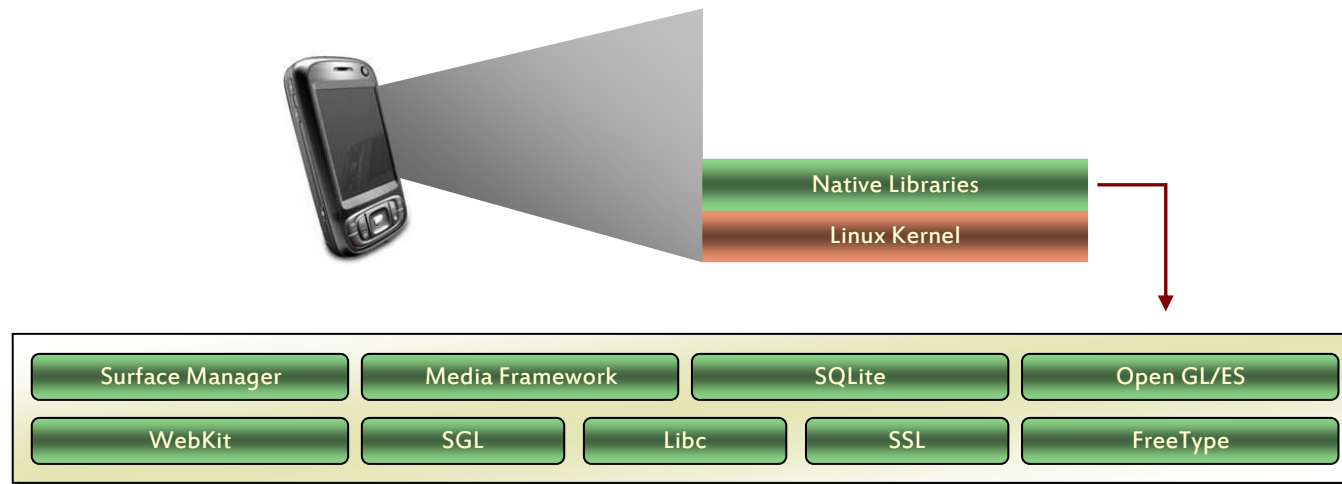 Native Libraries
Linux Kernel
Surface Manager
Media Framework
SQLite
Open GL/ES
WebKit
SGL
Libc
SSL
FreeType